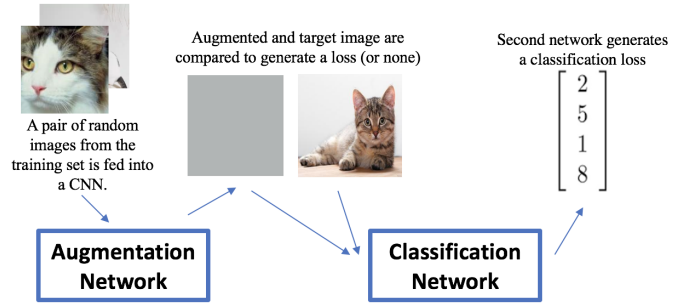 Augmented and target image are
compared to generate a loss (or none)
Second network generates
a classification loss
2
5
1
8
A pair of random
images from the
training set is fed into
a CNN.
Augmentation
Network
Classification
Network